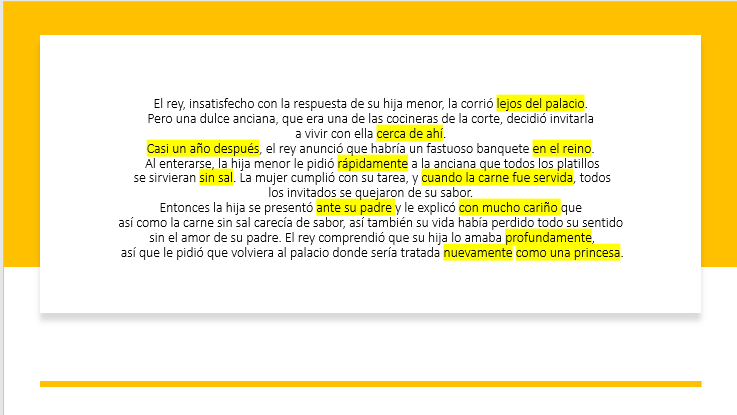 El rey, insatisfecho con la respuesta de su hija menor, la corrió lejos del palacio.
Pero una dulce anciana, que era una de las cocineras de la corte, decidió invitarla
a vivir con ella cerca de ahí.
Casi un año después, el rey anunció que habría un fastuoso banquete en el reino.
Al enterarse, la hija menor le pidió rápidamente a la anciana que todos los platillos
se sirvieran sin sal. La mujer cumplió con su tarea, y cuando la carne fue servida, todos
los invitados se quejaron de su sabor.
Entonces la hija se presentó ante su padre y le explicó con mucho cariño que
así como la carne sin sal carecía de sabor, así también su vida había perdido todo su sentido
sin el amor de su padre. El rey comprendió que su hija lo amaba profundamente,
así que le pidió que volviera al palacio donde sería tratada nuevamente como una princesa.